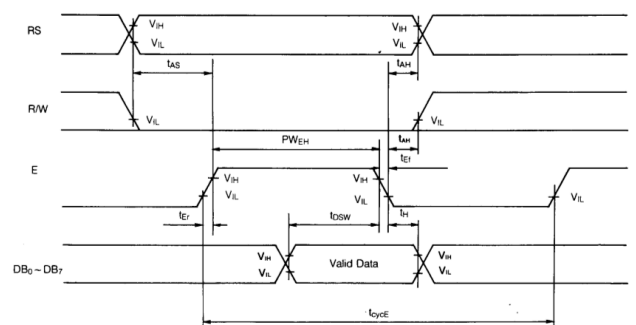 RS
VIH
VIL
VIH
VIL
tAS
tAH
R/W
VIL
VIL
PWEH
tAH
tEf
E
VIH
VIL
VIH
VIL
VIL
tEr
tDSW
tH
DB0 ~ DB7
VIH
VIL
Valid Data
VIH
VIL
tcycE